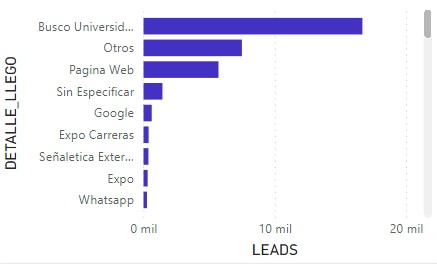 Busco Universid...
Otros
Pagina Web
Sin Especificar
Google
Expo Carreras
Señaletica Exter...
Expo
Whatsapp
DETALLE_LLEGO
0 mil
10 mil
20 mil
LEADS